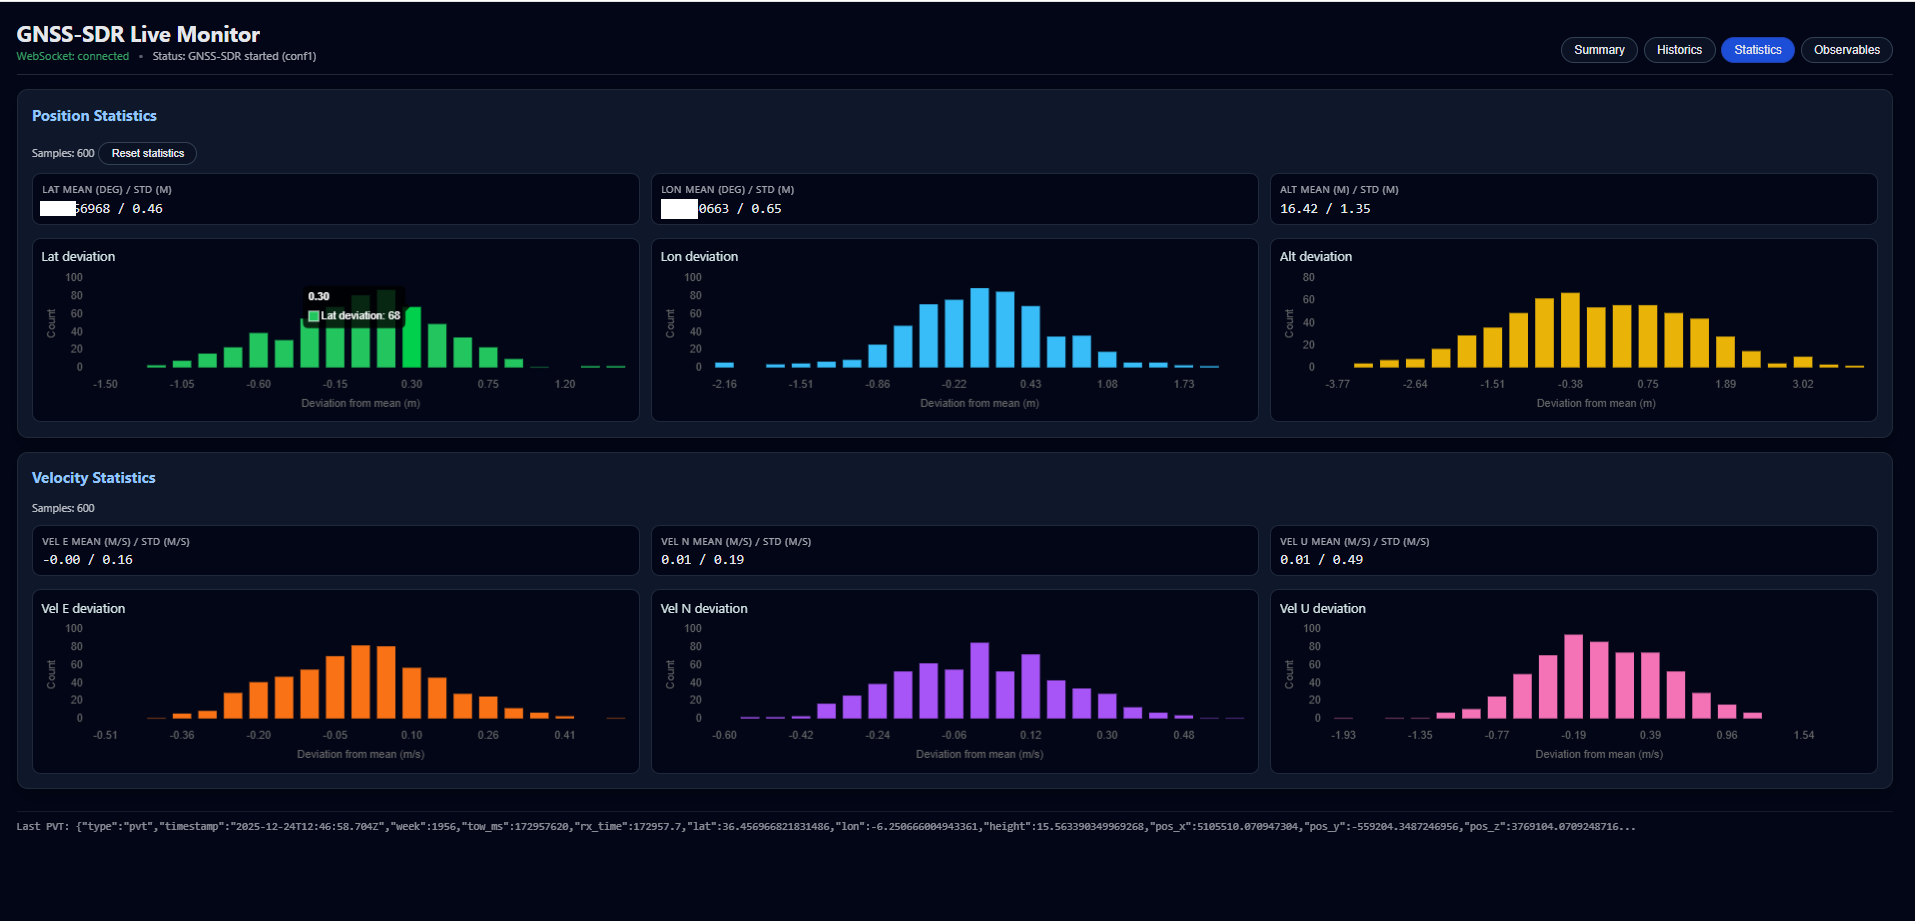 GNSS-SDR Live Monitor
WebSocket: connected • Status: GNSS-SDR started (conf1)
Summary Historics Statistics Observables
Position Statistics
Samples: 600 Reset statistics
LAT MEAN (DEG) / STD (M)
56968 / 0.46
LON MEAN (DEG) / STD (M)
0663 / 0.65
ALT MEAN (M) / STD (M)
16.42 / 1.35
Lat deviation
100
80
60
40
20
0
Count
0.30
Lat deviation: 68
-1.50 -1.05 -0.60 -0.15 0.30 0.75 1.20
Deviation from mean (m)
Lon deviation
100
80
60
40
20
0
Count
-2.16 -1.51 -0.86 -0.22 0.43 1.08 1.73
Deviation from mean (m)
Alt deviation
80
60
40
20
0
Count
-3.77 -2.64 -1.51 -0.38 0.75 1.89 3.02
Deviation from mean (m)
Velocity Statistics
Samples: 600
VEL E MEAN (M/S) / STD (M/S)
-0.00 / 0.16
VEL N MEAN (M/S) / STD (M/S)
0.01 / 0.19
VEL U MEAN (M/S) / STD (M/S)
0.01 / 0.49
Vel E deviation
100
80
60
40
20
0
Count
-0.51 -0.36 -0.20 -0.05 0.10 0.26 0.41
Deviation from mean (m/s)
Vel N deviation
100
80
60
40
20
0
Count
-0.60 -0.42 -0.24 -0.06 0.12 0.30 0.48
Deviation from mean (m/s)
Vel U deviation
100
80
60
40
20
0
Count
-1.93 -1.35 -0.77 -0.19 0.39 0.96 1.54
Deviation from mean (m/s)
Last PVT: {"type":"pvt","timestamp":"2025-12-24T12:46:58.704Z","week":1956,"tow_ms":172957620,"rx_time":172957.7,"lat":36.456966821831486,"lon":-6.250666004943361,"height":15.563390349969268,"pos_x":5105510.070947304,"pos_y":-559204.3487246956,"pos_z":3769104.0709248716...